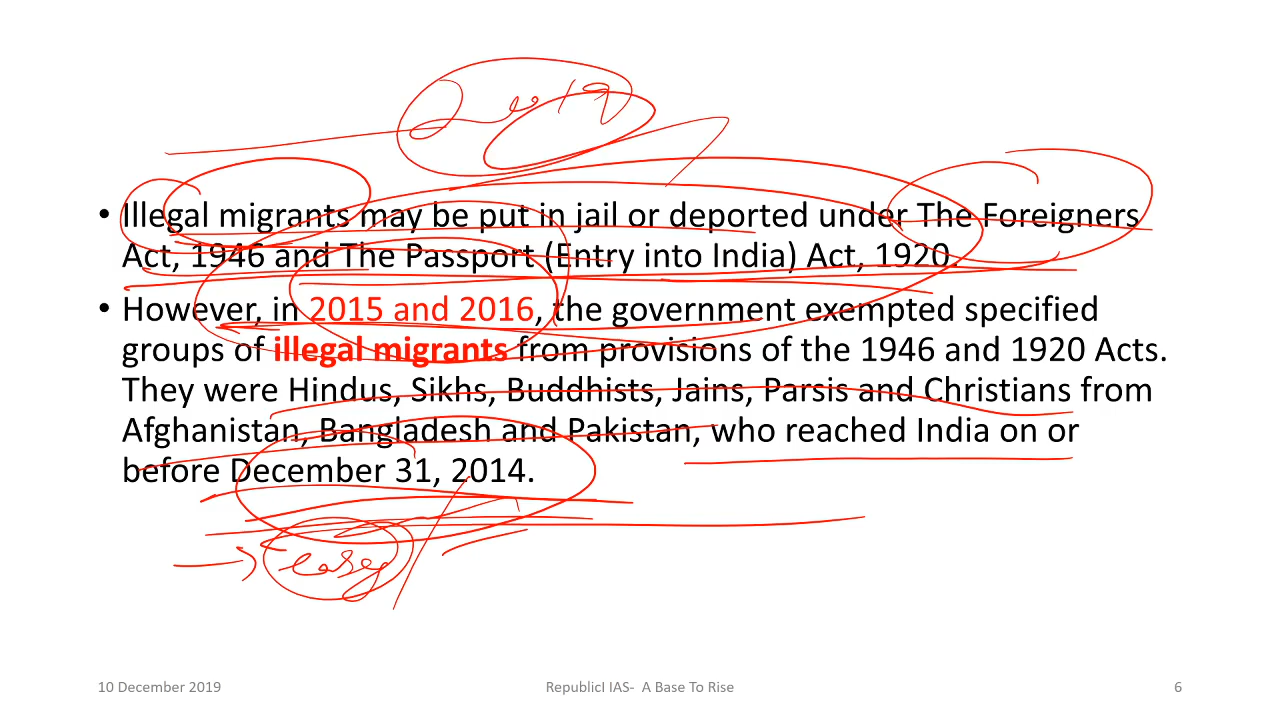 2019
• Illegal migrants may be put in jail or deported under The Foreigners
Act, 1946 and The Passport (Entry into India) Act, 1920.
• However, in 2015 and 2016, the government exempted specified
groups of illegal migrants from provisions of the 1946 and 1920 Acts.
They were Hindus, Sikhs, Buddhists, Jains, Parsis and Christians from
Afghanistan, Bangladesh and Pakistan, who reached India on or
before December 31, 2014.
→ easy
10 December 2019
RepublicI IAS- A Base To Rise
6